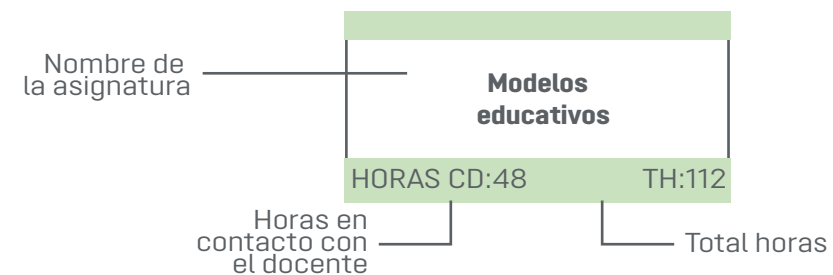 Nombre de
la asignatura
Modelos
educativos
HORAS CD:48 TH:112
Horas en
contacto con
el docente
Total horas